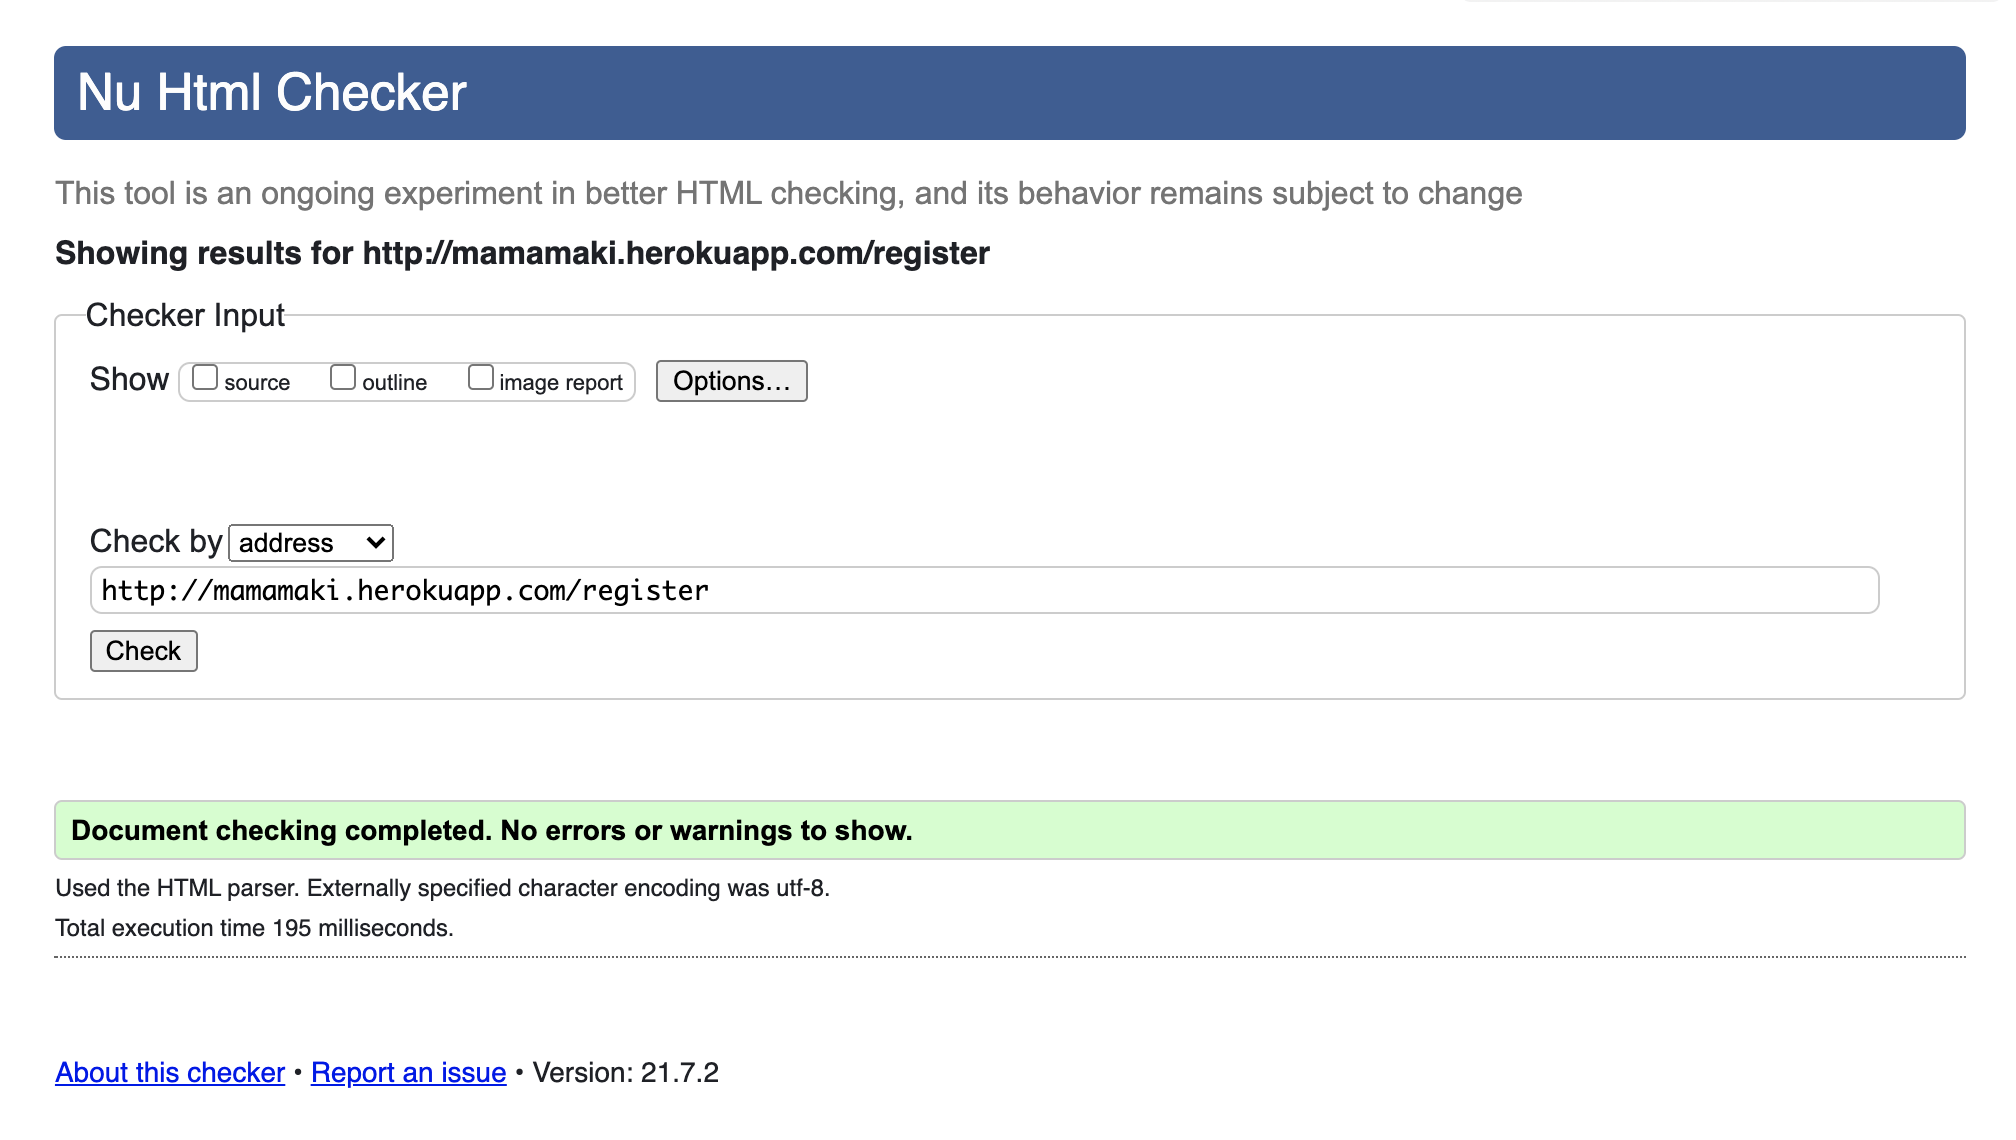 Nu Html Checker
This tool is an ongoing experiment in better HTML checking, and its behavior remains subject to change
Showing results for http://mamamaki.herokuapp.com/register
Checker Input
Show source outline image report Options…
Check by address
http://mamamaki.herokuapp.com/register
Check
Document checking completed. No errors or warnings to show.
Used the HTML parser. Externally specified character encoding was utf-8.
Total execution time 195 milliseconds.
About this checker • Report an issue • Version: 21.7.2